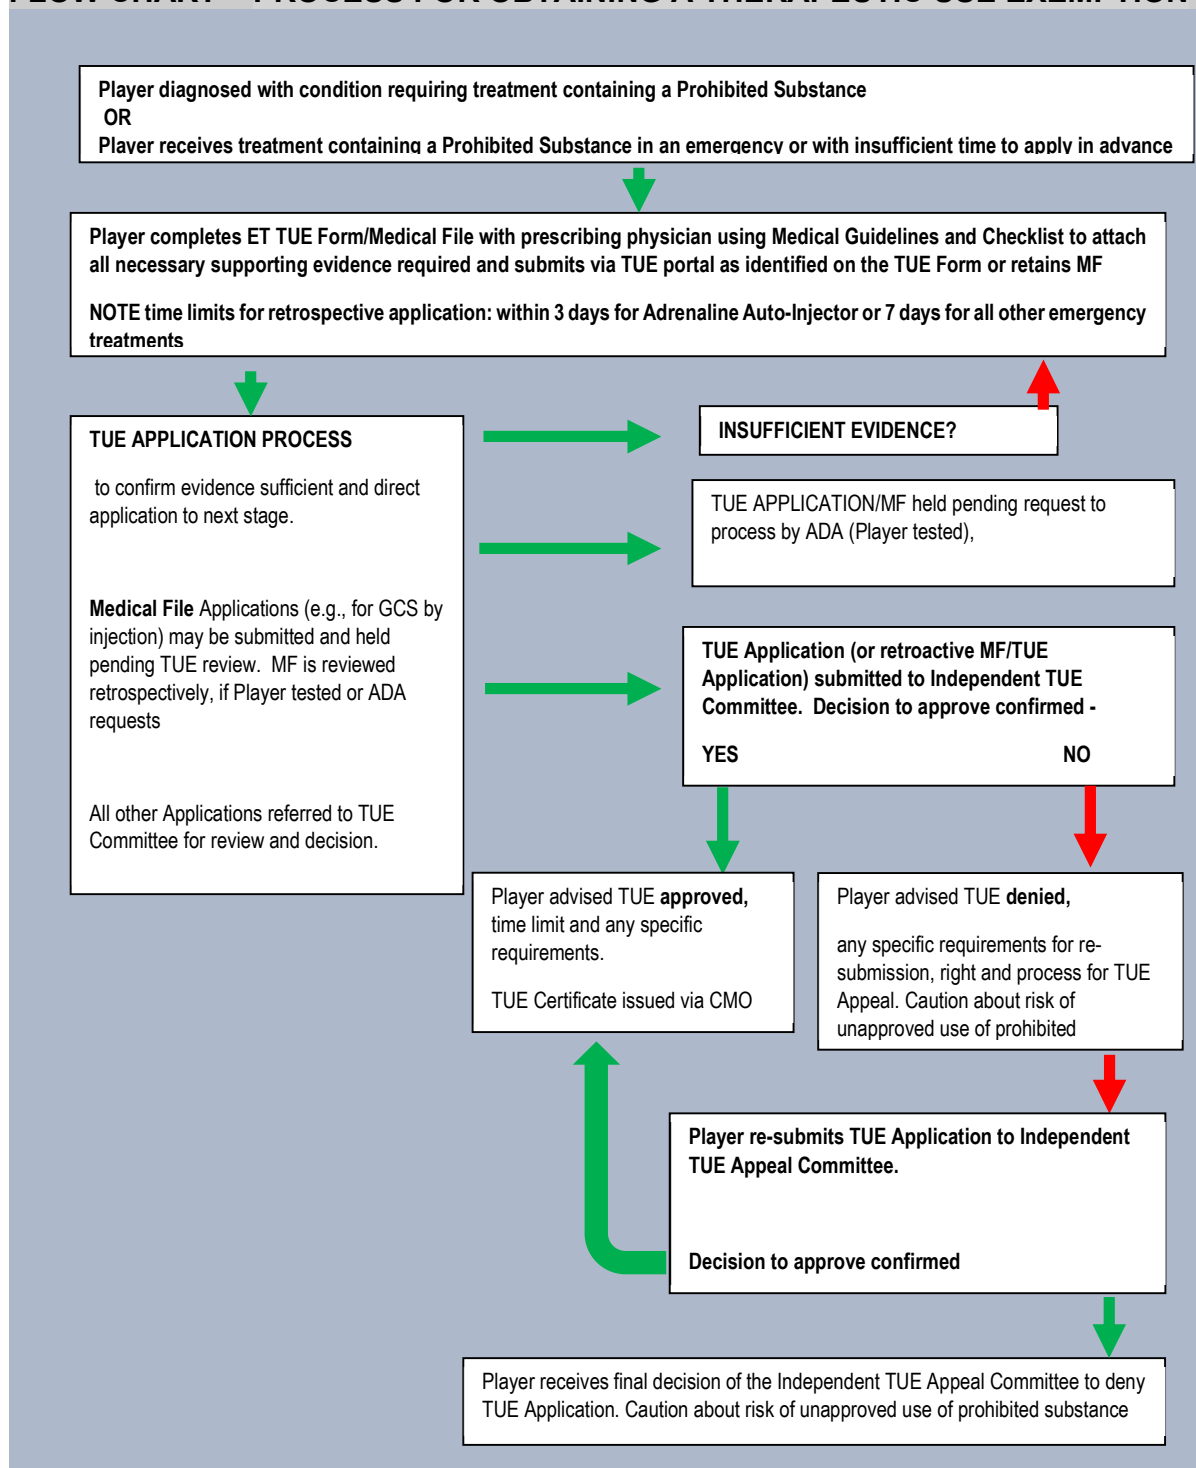 FLOW CHART – PROCESS FOR OBTAINING A THERAPEUTIC USE EXEMPTION
Player diagnosed with condition requiring treatment containing a Prohibited Substance
OR
Player receives treatment containing a Prohibited Substance in an emergency or with insufficient time to apply in advance
Player completes ET TUE Form/Medical File with prescribing physician using Medical Guidelines and Checklist to attach
all necessary supporting evidence required and submits via TUE portal as identified on the TUE Form or retains MF
NOTE time limits for retrospective application: within 3 days for Adrenaline Auto-Injector or 7 days for all other emergency
treatments
TUE APPLICATION PROCESS
to confirm evidence sufficient and direct
application to next stage.
Medical File Applications (e.g., for GCS by
injection) may be submitted and held
pending TUE review. MF is reviewed
retrospectively, if Player tested or ADA
requests
All other Applications referred to TUE
Committee for review and decision.
INSUFFICIENT EVIDENCE?
TUE APPLICATION/MF held pending request to
process by ADA (Player tested),
TUE Application (or retroactive MF/TUE
Application) submitted to Independent TUE
Committee. Decision to approve confirmed -
YES NO
Player advised TUE approved,
time limit and any specific
requirements.
TUE Certificate issued via CMO
Player advised TUE denied,
any specific requirements for re-
submission, right and process for TUE
Appeal. Caution about risk of
unapproved use of prohibited
Player re-submits TUE Application to Independent
TUE Appeal Committee.
Decision to approve confirmed
Player receives final decision of the Independent TUE Appeal Committee to deny
TUE Application. Caution about risk of unapproved use of prohibited substance